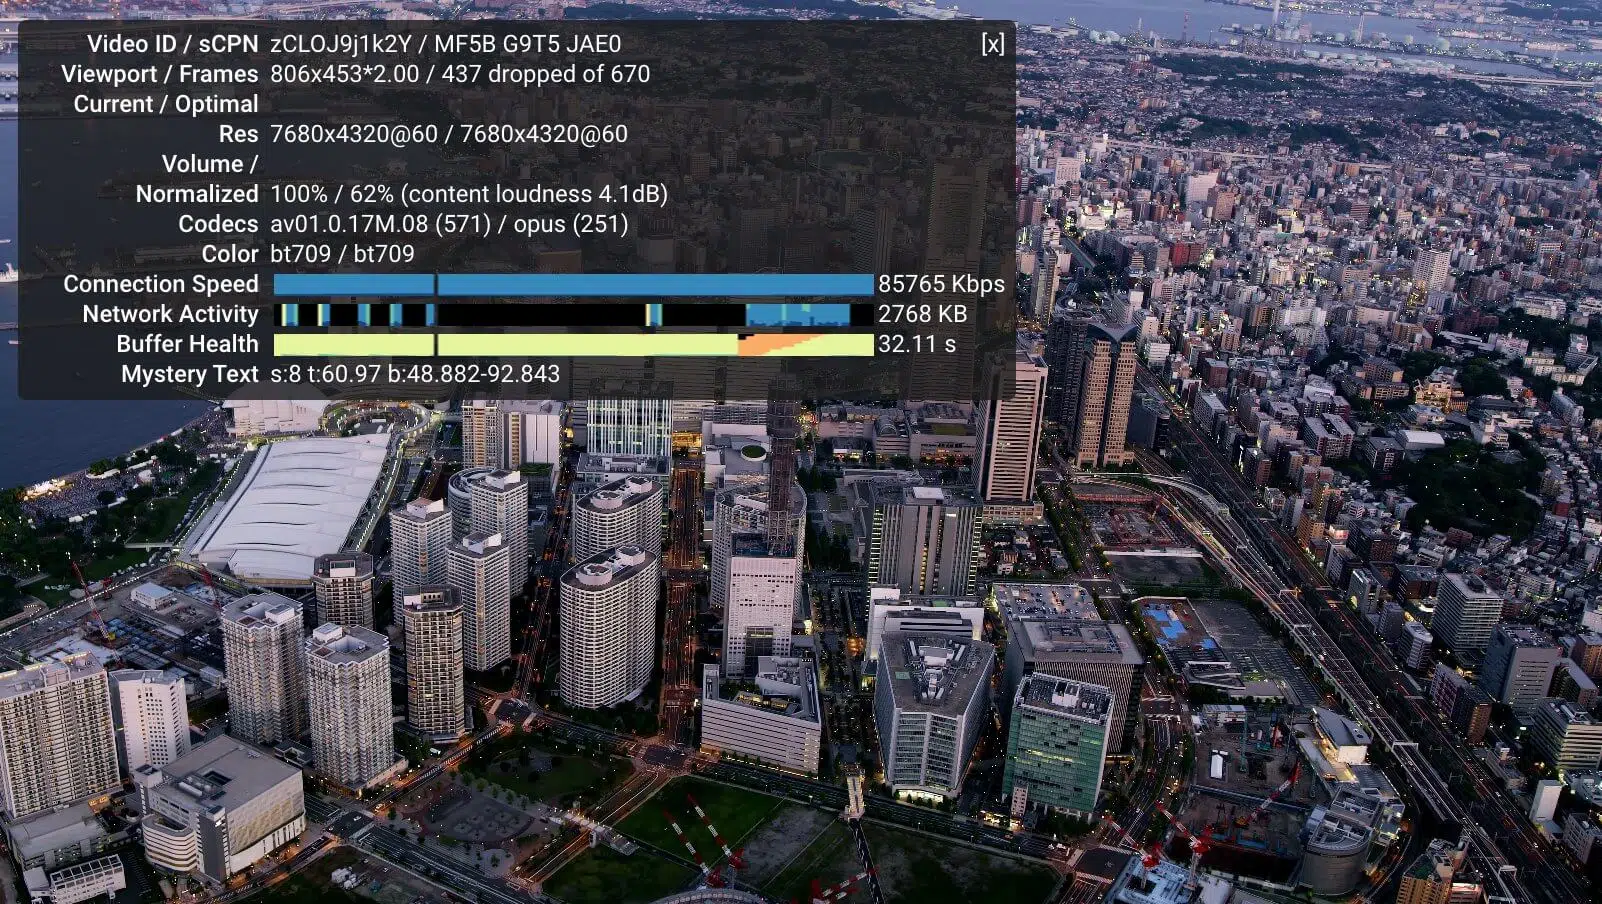 Video ID / sCPN zCLOJ9j1k2Y / MF5B G9T5 JAE0 [x]
Viewport / Frames 806x453*2.00 / 437 dropped of 670
Current / Optimal
Res 7680x4320@60 / 7680x4320@60
Volume /
Normalized 100% / 62% (content loudness 4.1dB)
Codecs av01.0.17M.08 (571) / opus (251)
Color bt709 / bt709
Connection Speed 85765 Kbps
Network Activity 2768 KB
Buffer Health 32.11 s
Mystery Text s:8 t:60.97 b:48.882-92.843